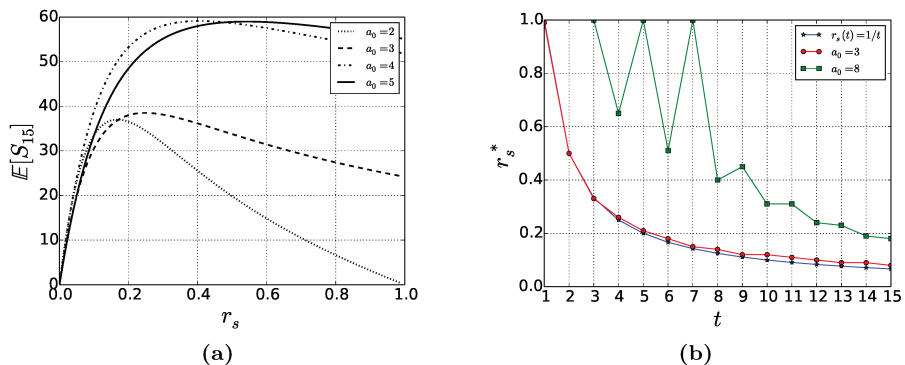 60
50
40
30
20
10
0
0.0 0.2 0.4 0.6 0.8 1.0
𝔼[S₁₅]
r_s
a₀ = 2
a₀ = 3
a₀ = 4
a₀ = 5
(a)
1.0
0.8
0.6
0.4
0.2
0.0
1 2 3 4 5 6 7 8 9 10 11 12 13 14 15
r_s*
t
r_s(t) = 1/t
a₀ = 3
a₀ = 8
(b)